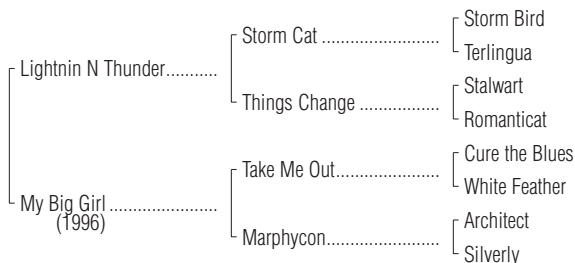 Storm Bird
Storm Cat ..........................
Terlingua
Lightnin N Thunder...........
Stalwart
Things Change ..................
Romanticat
Cure the Blues
Take Me Out.......................
White Feather
My Big Girl ........................
(1996)
Architect
Marphycon.........................
Silverly